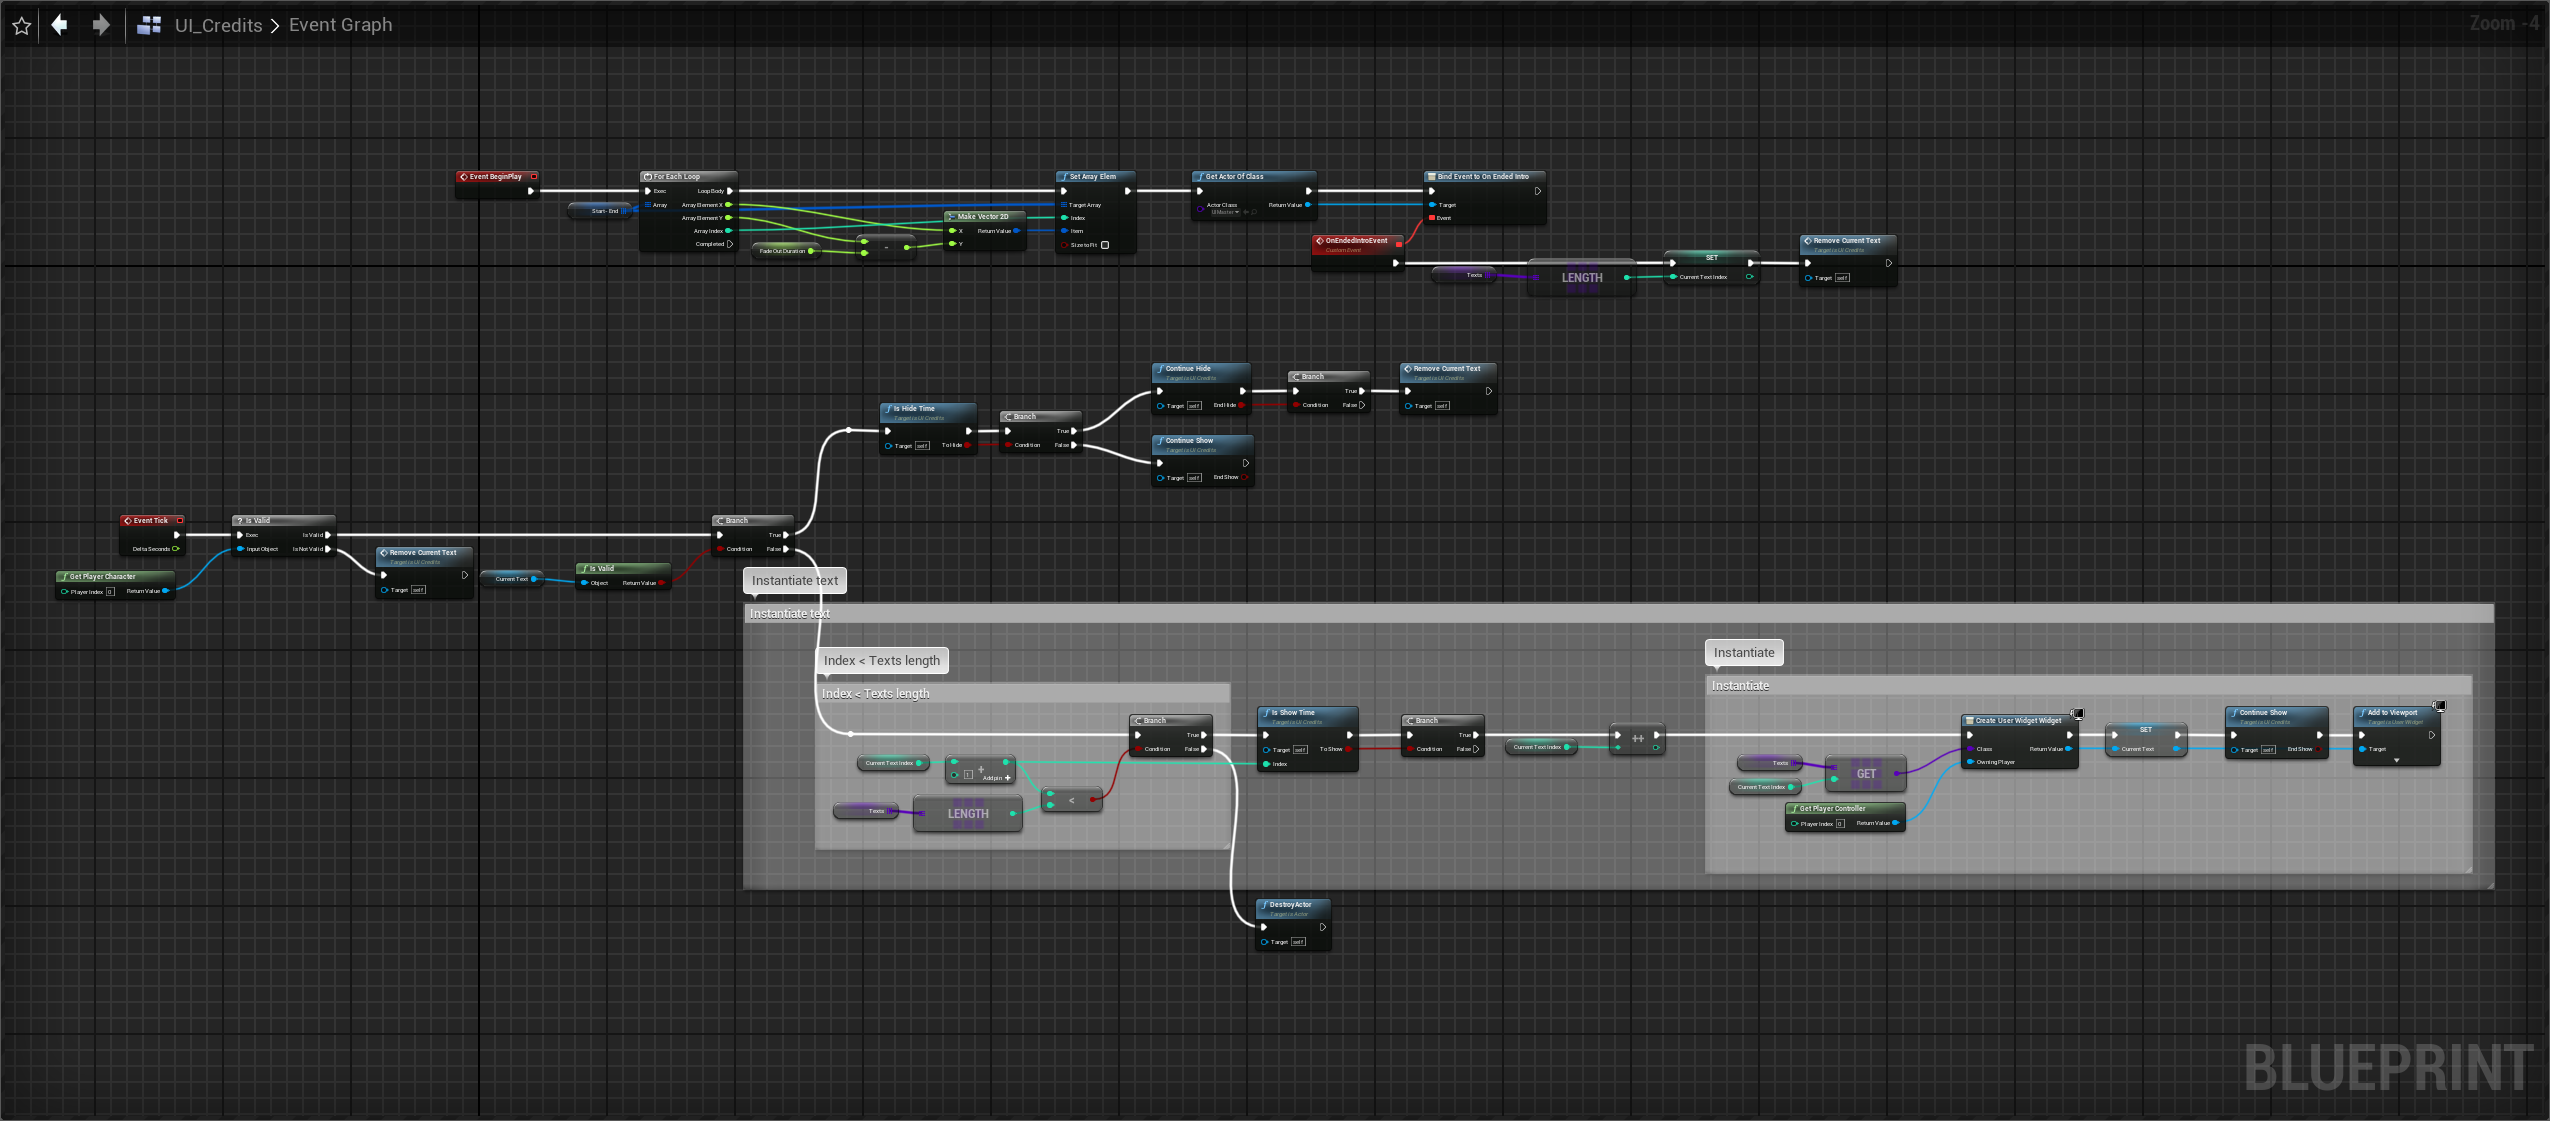 UI_Credits > Event Graph
Zoom -4
Event BeginPlay
Start-End
For Each Loop
Exec
Loop Body
Array
Array Element X
Array Element Y
Array Index
Completed
Fade Out Duration
-
Make Vector 2D
X
Return Value
Y
Set Array Elem
Target Array
Index
Item
Size to Fit
Get Actor Of Class
Actor Class
UIMaster
Return Value
Bind Event to On Ended Intro
Target
Event
OnEndedIntroEvent
Custom Event
Texts
LENGTH
SET
Current Text Index
Remove Current Text
Target is UI Credits
Target self
Continue Hide
Target is UI Credits
Target self
End Hide
Branch
True
Condition
False
Remove Current Text
Target is UI Credits
Target self
Is Hide Time
Target is UI Credits
Target self
To Hide
Branch
True
Condition
False
Continue Show
Target is UI Credits
Target self
End Show
Event Tick
Delta Seconds
Get Player Character
Player Index 0
Return Value
? Is Valid
Exec
Is Valid
Input Object
Is Not Valid
Remove Current Text
Target is UI Credits
Target self
Current Text
Is Valid
Object
Return Value
Branch
True
Condition
False
Instantiate text
Instantiate text
Index < Texts length
Index < Texts length
Current Text Index
+
1
Add pin +
Texts
LENGTH
<
Branch
True
Condition
False
Is Show Time
Target is UI Credits
Target self
To Show
Index
Branch
True
Condition
False
Current Text Index
++
Instantiate
Instantiate
Texts
Current Text Index
GET
Get Player Controller
Player Index 0
Return Value
Create User Widget Widget
Class
Return Value
Owning Player
SET
Current Text
Continue Show
Target is UI Credits
Target self
End Show
Add to Viewport
Target is User Widget
Target
DestroyActor
Target is Actor
Target self
BLUEPRINT